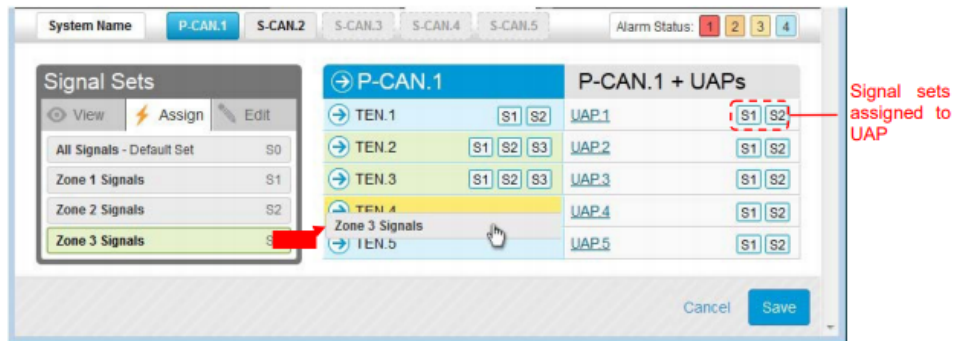 System Name P-CAN.1 S-CAN.2 S-CAN.3 S-CAN.4 S-CAN.5 Alarm Status: 1 2 3 4
Signal Sets
View Assign Edit
All Signals - Default Set S0
Zone 1 Signals S1
Zone 2 Signals S2
Zone 3 Signals
P-CAN.1 P-CAN.1 + UAPs
TEN.1 S1 S2 UAP.1 S1 S2
TEN.2 S1 S2 S3 UAP.2 S1 S2
TEN.3 S1 S2 S3 UAP.3 S1 S2
TEN.4 UAP.4 S1 S2
Zone 3 Signals
TEN.5 UAP.5 S1 S2
Signal sets
assigned to
UAP
Cancel Save